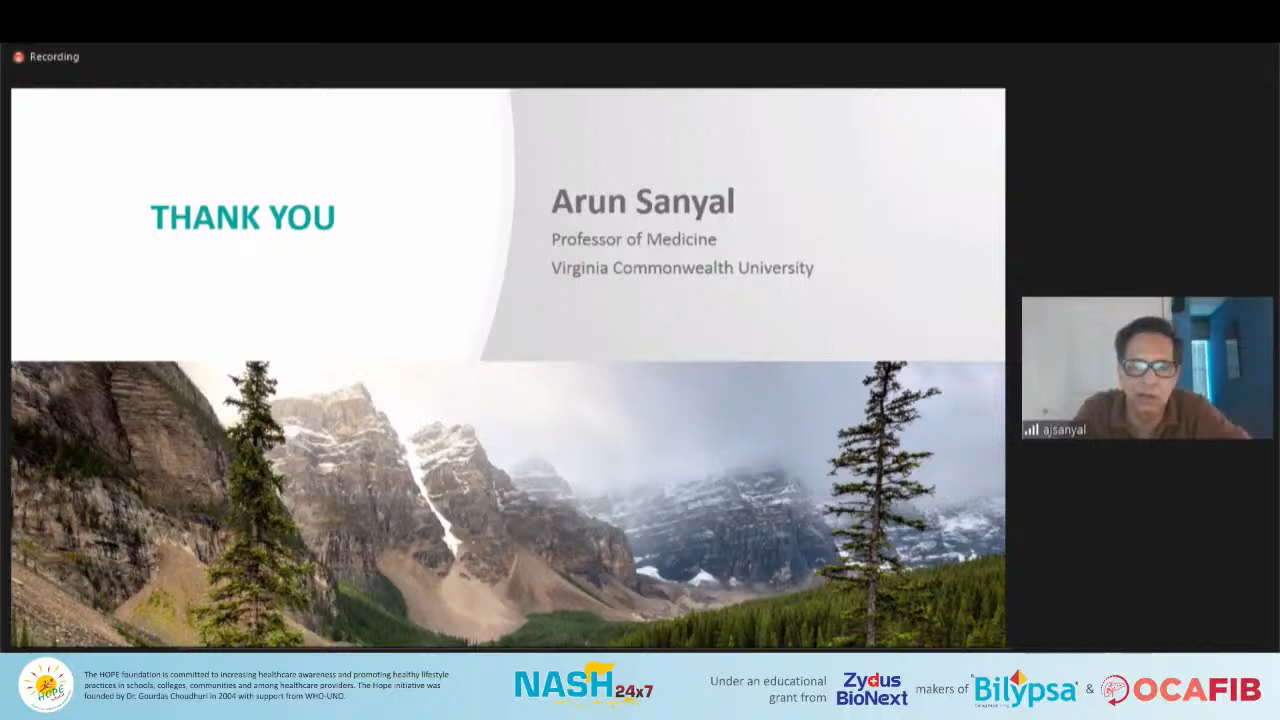 Recording
THANK YOU
Arun Sanyal
Professor of Medicine
Virginia Commonwealth University
ajsanyal
HOPE
The HOPE foundation is committed to increasing healthcare awareness and promoting healthy lifestyle
practices in schools, colleges, communities and among healthcare providers. The Hope initiative was
founded by Dr. Gourdas Choudhuri in 2004 with support from WHO-UNO.
NASH 24x7
Under an educational
grant from
Zydus
BioNext
makers of
Bilypsa
&
OCAFIB